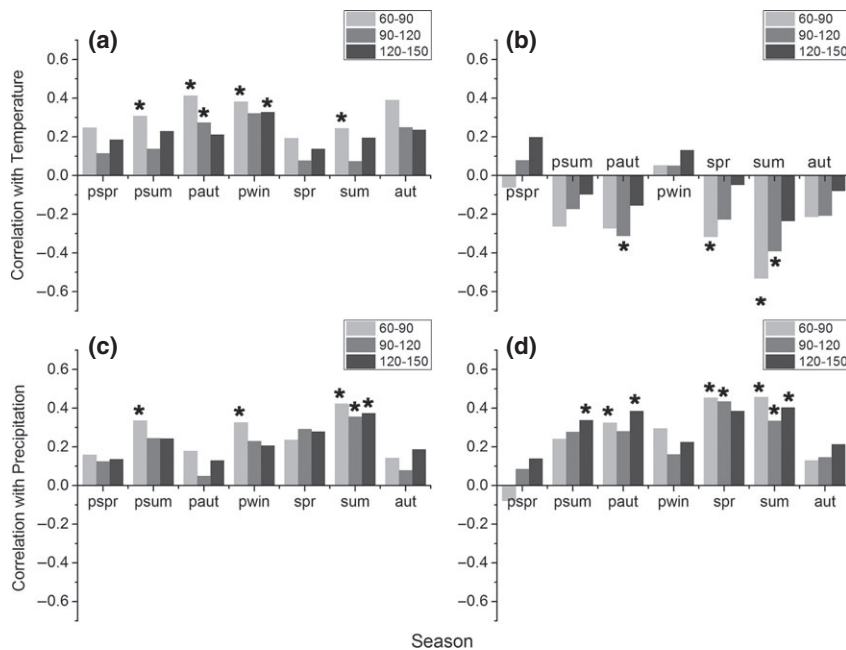 (a)
60-90
90-120
120-150
0.6
0.4
0.2
0.0
–0.2
–0.4
–0.6
Correlation with Temperature
* * * * * * *
pspr psum paut pwin spr sum aut
(b)
60-90
90-120
120-150
0.6
0.4
0.2
0.0
–0.2
–0.4
–0.6
psum paut spr sum aut
pspr pwin
* * * *
(c)
60-90
90-120
120-150
0.6
0.4
0.2
0.0
–0.2
–0.4
–0.6
Correlation with Precipitation
* * * * *
pspr psum paut pwin spr sum aut
(d)
60-90
90-120
120-150
0.6
0.4
0.2
0.0
–0.2
–0.4
–0.6
* * * * * * * *
pspr psum paut pwin spr sum aut
Season